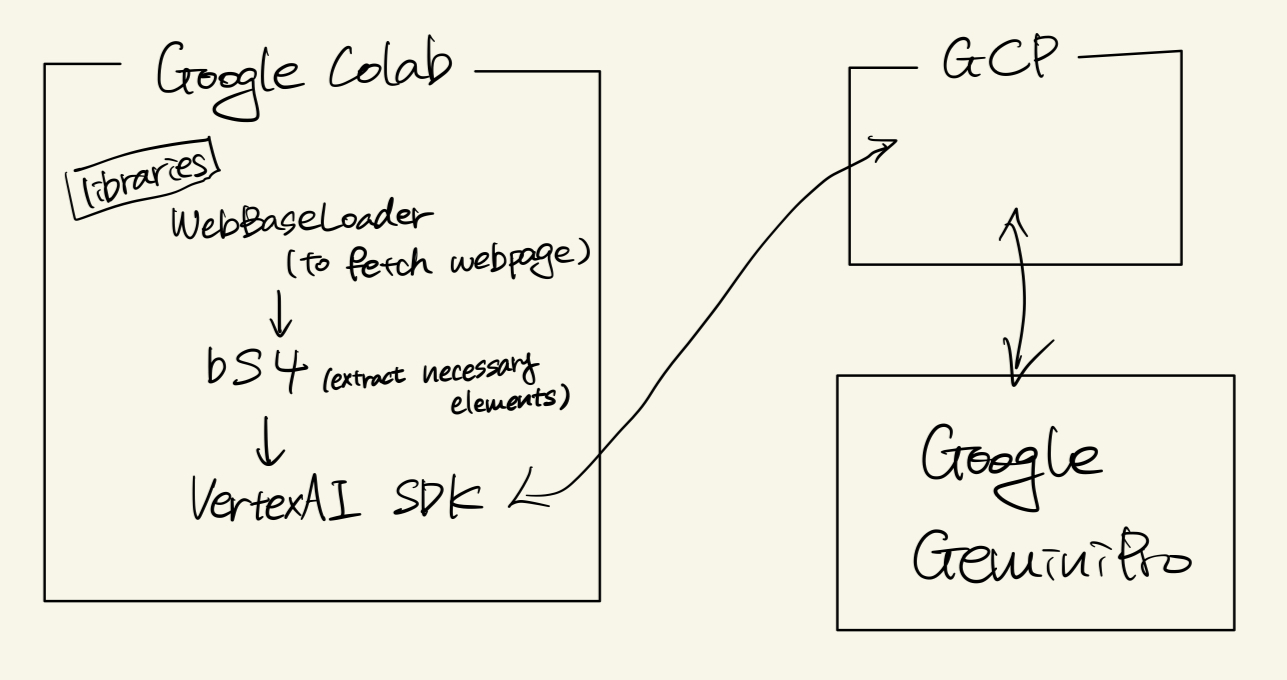 Google Colab
libraries
WebBaseLoader
(to fetch webpage)
bS4 (extract necessary
elements)
VertexAI SDK
GCP
Google
GeminiPro